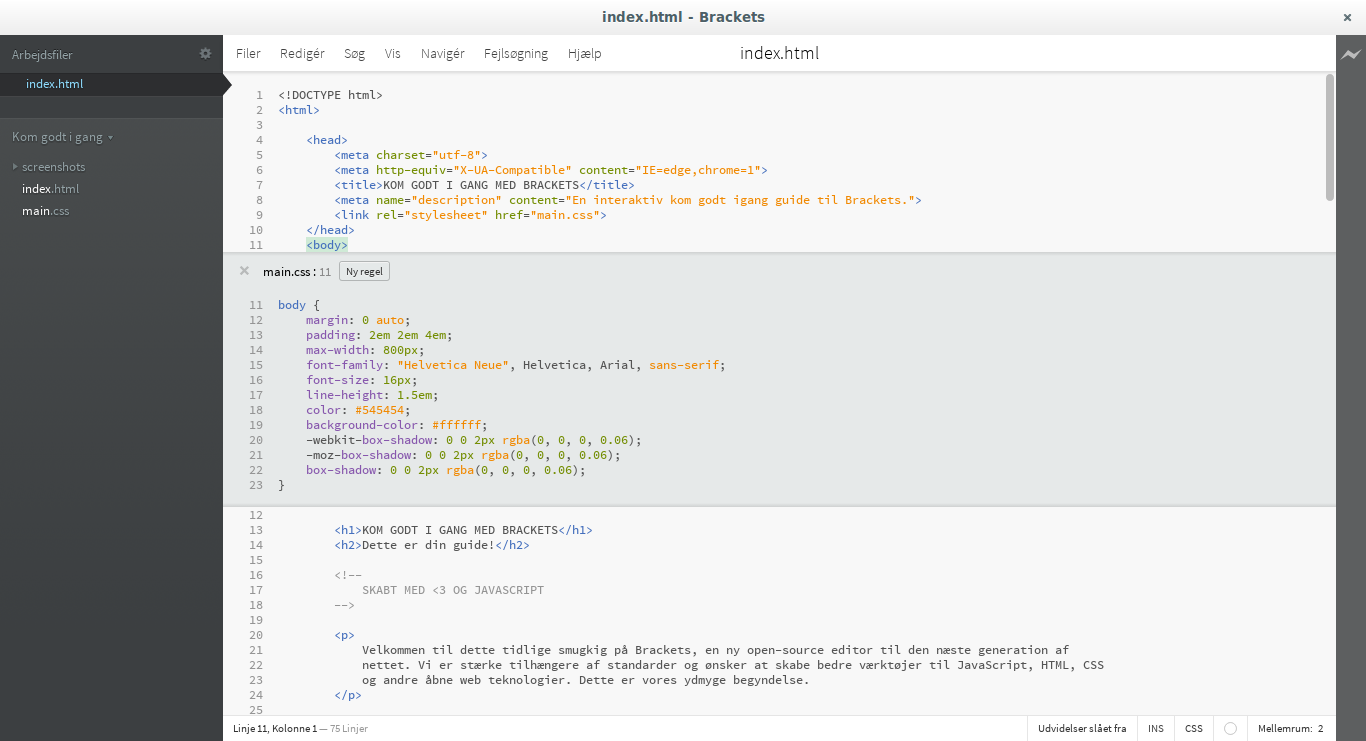 index.html - Brackets
Arbejdsfiler
index.html
Kom godt i gang
screenshots
index.html
main.css
Filer Redigér Søg Vis Navigér Fejlsøgning Hjælp index.html
1 <!DOCTYPE html>
2 <html>
3
4     <head>
5         <meta charset="utf-8">
6         <meta http-equiv="X-UA-Compatible" content="IE=edge,chrome=1">
7         <title>KOM GODT I GANG MED BRACKETS</title>
8         <meta name="description" content="En interaktiv kom godt igang guide til Brackets.">
9         <link rel="stylesheet" href="main.css">
10     </head>
11     <body>
main.css : 11 Ny regel
11 body {
12     margin: 0 auto;
13     padding: 2em 2em 4em;
14     max-width: 800px;
15     font-family: "Helvetica Neue", Helvetica, Arial, sans-serif;
16     font-size: 16px;
17     line-height: 1.5em;
18     color: #545454;
19     background-color: #ffffff;
20     -webkit-box-shadow: 0 0 2px rgba(0, 0, 0, 0.06);
21     -moz-box-shadow: 0 0 2px rgba(0, 0, 0, 0.06);
22     box-shadow: 0 0 2px rgba(0, 0, 0, 0.06);
23 }
12
13         <h1>KOM GODT I GANG MED BRACKETS</h1>
14         <h2>Dette er din guide!</h2>
15
16         <!--
17             SKABT MED <3 OG JAVASCRIPT
18         -->
19
20         <p>
21             Velkommen til dette tidlige smugkig på Brackets, en ny open-source editor til den næste generation af
22             nettet. Vi er stærke tilhængere af standarder og ønsker at skabe bedre værktøjer til JavaScript, HTML, CSS
23             og andre åbne web teknologier. Dette er vores ydmyge begyndelse.
24         </p>
25
Linje 11, Kolonne 1 — 75 Linjer Udvidelser slået fra INS CSS Mellemrum: 2